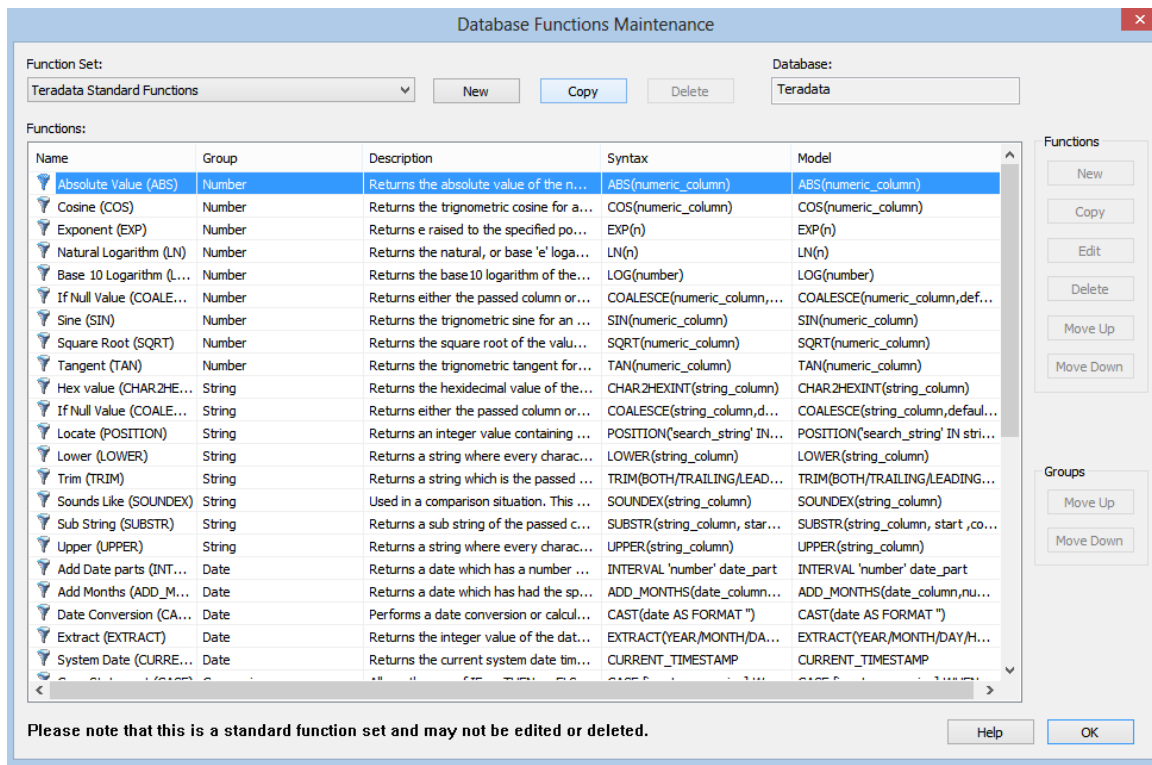 Database Functions Maintenance
Function Set: Database:
Teradata Standard Functions New Copy Delete Teradata
Functions:
Functions
Name Group Description Syntax Model
Absolute Value (ABS) Number Returns the absolute value of the n... ABS(numeric_column) ABS(numeric_column) New
Cosine (COS) Number Returns the trignometric cosine for a... COS(numeric_column) COS(numeric_column) Copy
Exponent (EXP) Number Returns e raised to the specified po... EXP(n) EXP(n)
Natural Logarithm (LN) Number Returns the natural, or base 'e' loga... LN(n) LN(n) Edit
Base 10 Logarithm (L... Number Returns the base10 logarithm of the... LOG(number) LOG(number)
If Null Value (COALE... Number Returns either the passed column or... COALESCE(numeric_column,... COALESCE(numeric_column,def... Delete
Sine (SIN) Number Returns the trignometric sine for an ... SIN(numeric_column) SIN(numeric_column)
Square Root (SQRT) Number Returns the square root of the valu... SQRT(numeric_column) SQRT(numeric_column) Move Up
Tangent (TAN) Number Returns the trignometric tangent for... TAN(numeric_column) TAN(numeric_column) Move Down
Hex value (CHAR2HE... String Returns the hexidecimal value of the... CHAR2HEXINT(string_column) CHAR2HEXINT(string_column)
If Null Value (COALE... String Returns either the passed column or... COALESCE(string_column,d... COALESCE(string_column,defaul...
Locate (POSITION) String Returns an integer value containing ... POSITION('search_string' IN... POSITION('search_string' IN stri...
Lower (LOWER) String Returns a string where every charac... LOWER(string_column) LOWER(string_column)
Trim (TRIM) String Returns a string which is the passed ... TRIM(BOTH/TRAILING/LEAD... TRIM(BOTH/TRAILING/LEADING... Groups
Sounds Like (SOUNDEX) String Used in a comparison situation. This ... SOUNDEX(string_column) SOUNDEX(string_column) Move Up
Sub String (SUBSTR) String Returns a sub string of the passed c... SUBSTR(string_column, star... SUBSTR(string_column, start ,co...
Upper (UPPER) String Returns a string where every charac... UPPER(string_column) UPPER(string_column) Move Down
Add Date parts (INT... Date Returns a date which has a number ... INTERVAL 'number' date_part INTERVAL 'number' date_part
Add Months (ADD_M... Date Returns a date which has had the sp... ADD_MONTHS(date_column... ADD_MONTHS(date_column,nu...
Date Conversion (CA... Date Performs a date conversion or calcul... CAST(date AS FORMAT '') CAST(date AS FORMAT '')
Extract (EXTRACT) Date Returns the integer value of the dat... EXTRACT(YEAR/MONTH/DA... EXTRACT(YEAR/MONTH/DAY/H...
System Date (CURRE... Date Returns the current system date tim... CURRENT_TIMESTAMP CURRENT_TIMESTAMP
Please note that this is a standard function set and may not be edited or deleted. Help OK